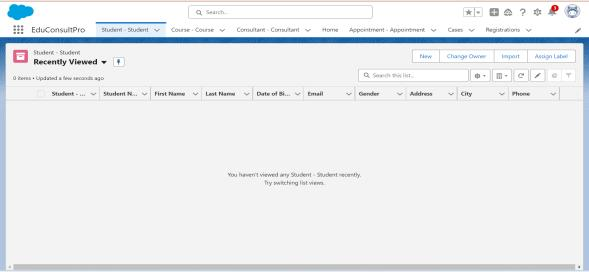 Search...
EduConsultPro Student - Student Course - Course Consultant - Consultant Home Appointment - Appointment Cases Registrations
Student - Student
Recently Viewed
New Change Owner Import Assign Label
0 items • Updated a few seconds ago
Search this list...
Student - ... Student N... First Name Last Name Date of Bi... Email Gender Address City Phone
You haven't viewed any Student - Student recently.
Try switching list views.